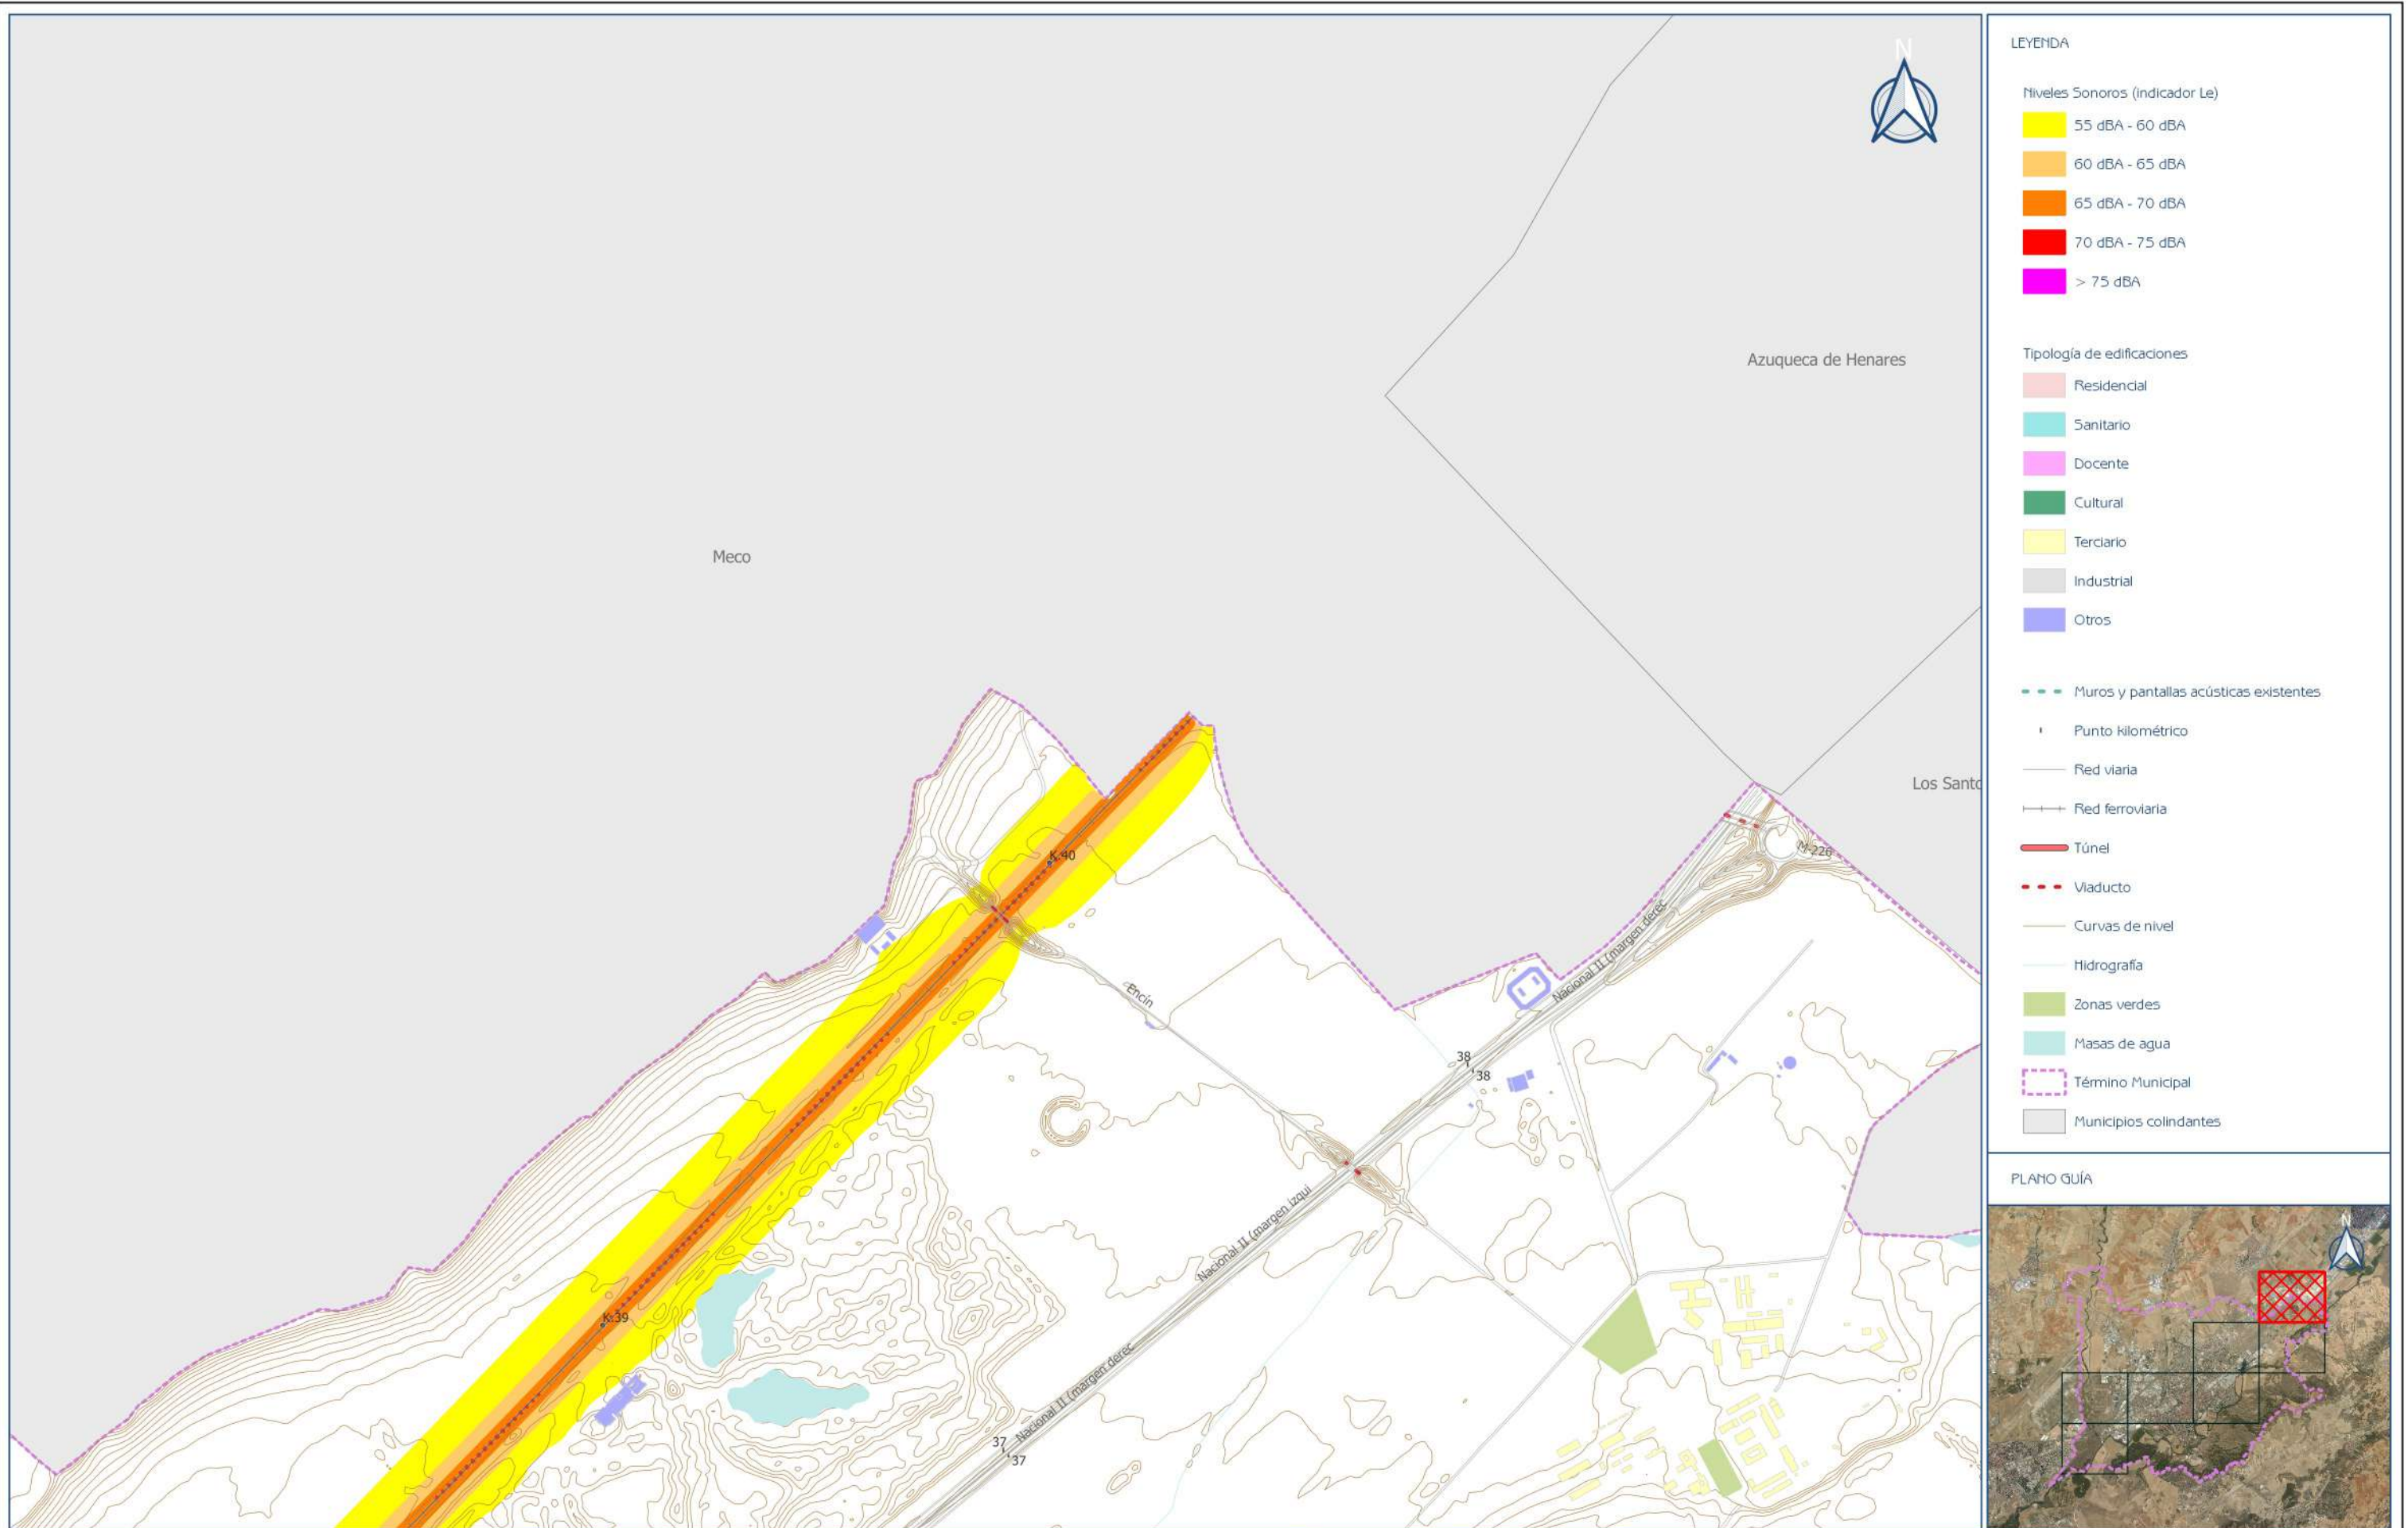 N
Azuqueca de Henares
Meco
Los Santo
K:40
M-226
Nacional II (margen derec
Encín
38
38
Nacional II (margen izqui
K:39
Nacional II (margen derec
37
37
LEYENDA
Niveles Sonoros (indicador Le)
55 dBA - 60 dBA
60 dBA - 65 dBA
65 dBA - 70 dBA
70 dBA - 75 dBA
> 75 dBA
Tipología de edificaciones
Residencial
Sanitario
Docente
Cultural
Terciario
Industrial
Otros
Muros y pantallas acústicas existentes
Punto kilométrico
Red viaria
Red ferroviaria
Túnel
Viaducto
Curvas de nivel
Hidrografía
Zonas verdes
Masas de agua
Término Municipal
Municipios colindantes
PLANO GUÍA
N